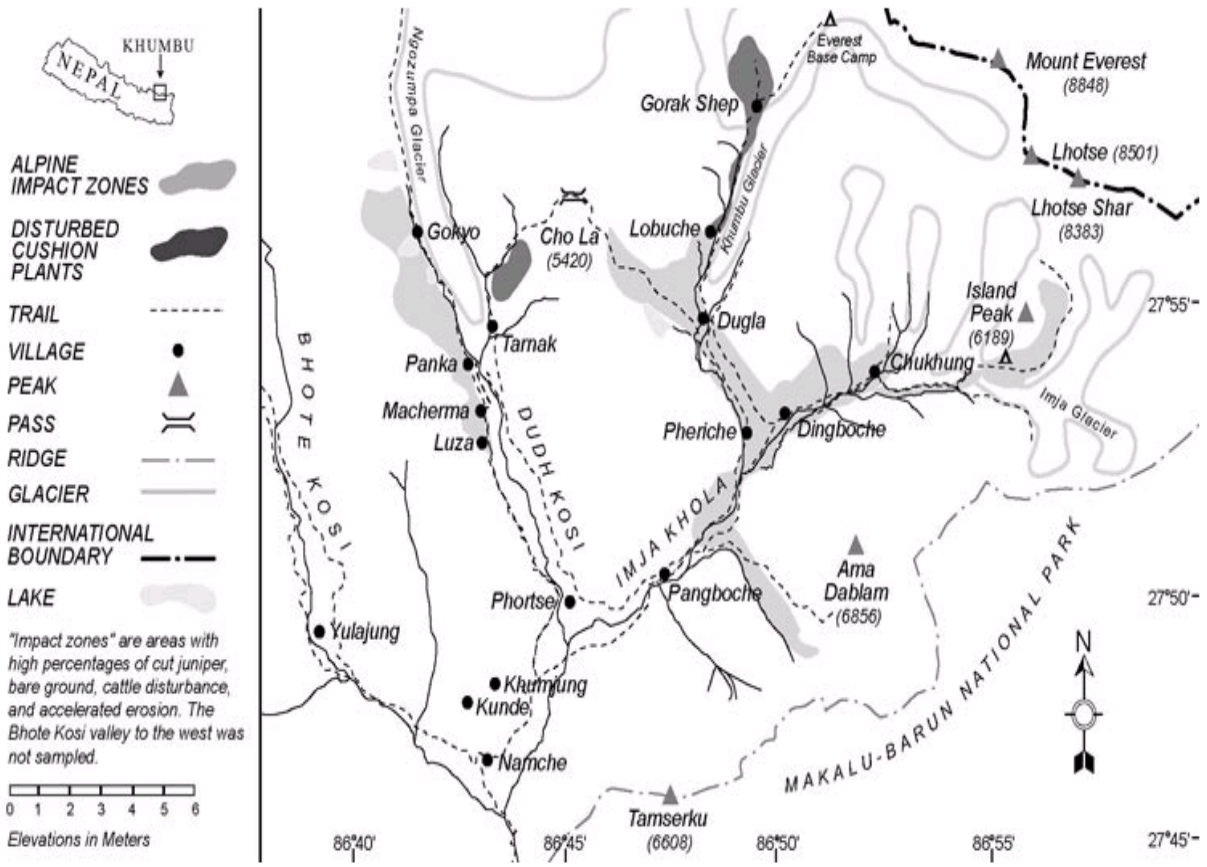 KHUMBU
NEPAL
ALPINE
IMPACT ZONES
DISTURBED
CUSHION
PLANTS
TRAIL
VILLAGE
PEAK
PASS
RIDGE
GLACIER
INTERNATIONAL
BOUNDARY
LAKE
"Impact zones" are areas with
high percentages of cut juniper,
bare ground, cattle disturbance,
and accelerated erosion. The
Bhote Kosi valley to the west was
not sampled.
0 1 2 3 4 5 6
Elevations in Meters
Ngozumpa Glacier
Everest
Base Camp
Mount Everest
(8848)
Gorak Shep
Lhotse (8501)
Lhotse Shar
(8383)
Khumbu Glacier
Gokyo
Cho La
(5420)
Lobuche
Island
Peak
(6189)
27°55'
Dugla
Tarnak
Panka
Chukhung
Imja Glacier
Macherma
Dingboche
Luza
Pheriche
BHOTE KOSI
DUDH KOSI
IMJA KHOLA
Ama
Dablam
(6856)
Pangboche
Phortse
27°50'
Yulajung
Khumjung
Kunde
Namche
MAKALU-BARUN NATIONAL PARK
N
Tamserku
(6608)
86°40'
86°45'
86°50'
86°55'
27°45'